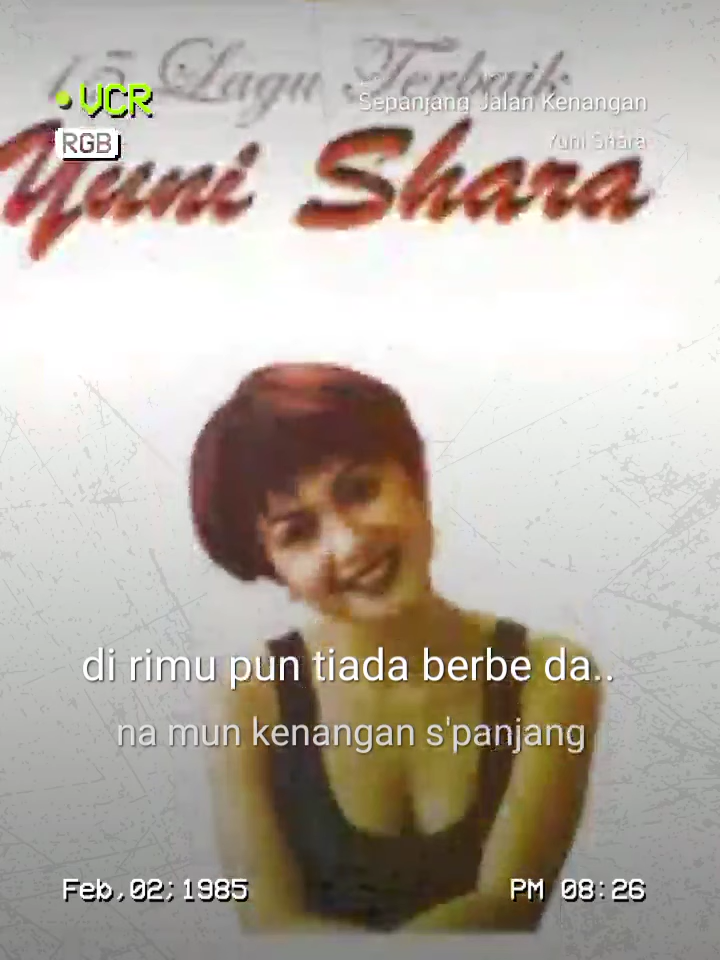 15 Lagu Terbaik
• VCR
Sepanjang Jalan Kenangan
RGB
Yuni Shara
Yuni Shara
di rimu pun tiada berbe da..
na mun kenangan s'panjang
Feb.02;1985
PM 08:26